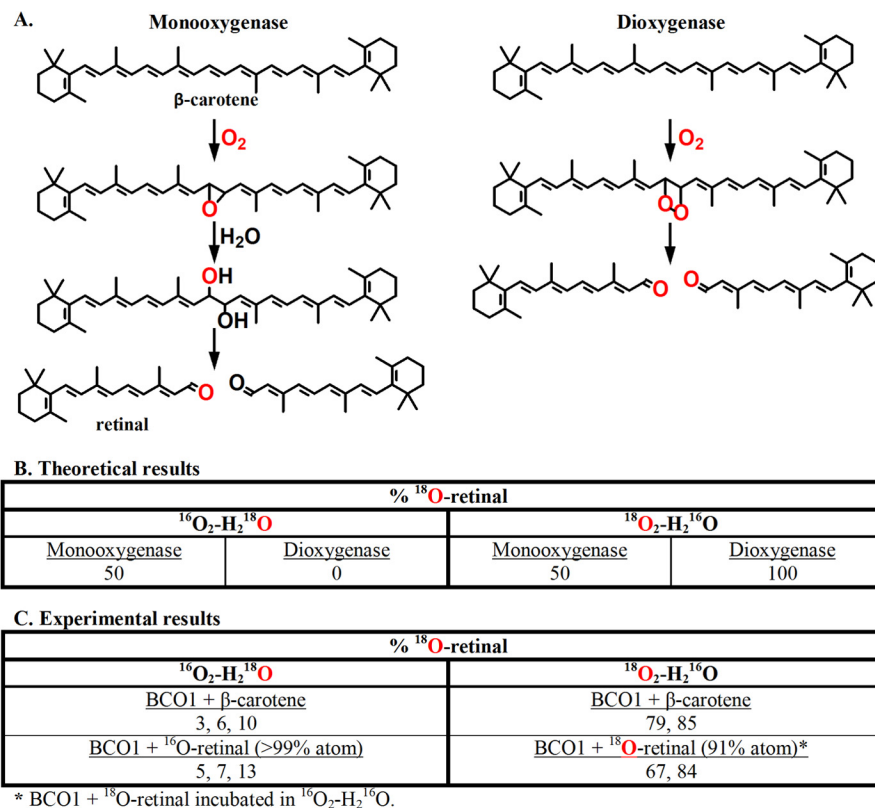 A.
Monooxygenase Dioxygenase
β-carotene
O₂ O₂
O O O
H₂O
OH
OH
O O O O
retinal
B. Theoretical results
% ¹⁸O-retinal
¹⁶O₂-H₂¹⁸O ¹⁸O₂-H₂¹⁶O
Monooxygenase Dioxygenase Monooxygenase Dioxygenase
50 0 50 100
C. Experimental results
% ¹⁸O-retinal
¹⁶O₂-H₂¹⁸O ¹⁸O₂-H₂¹⁶O
BCO1 + β-carotene BCO1 + β-carotene
3, 6, 10 79, 85
BCO1 + ¹⁶O-retinal (>99% atom) BCO1 + ¹⁸O-retinal (91% atom)*
5, 7, 13 67, 84
* BCO1 + ¹⁸O-retinal incubated in ¹⁶O₂-H₂¹⁶O.